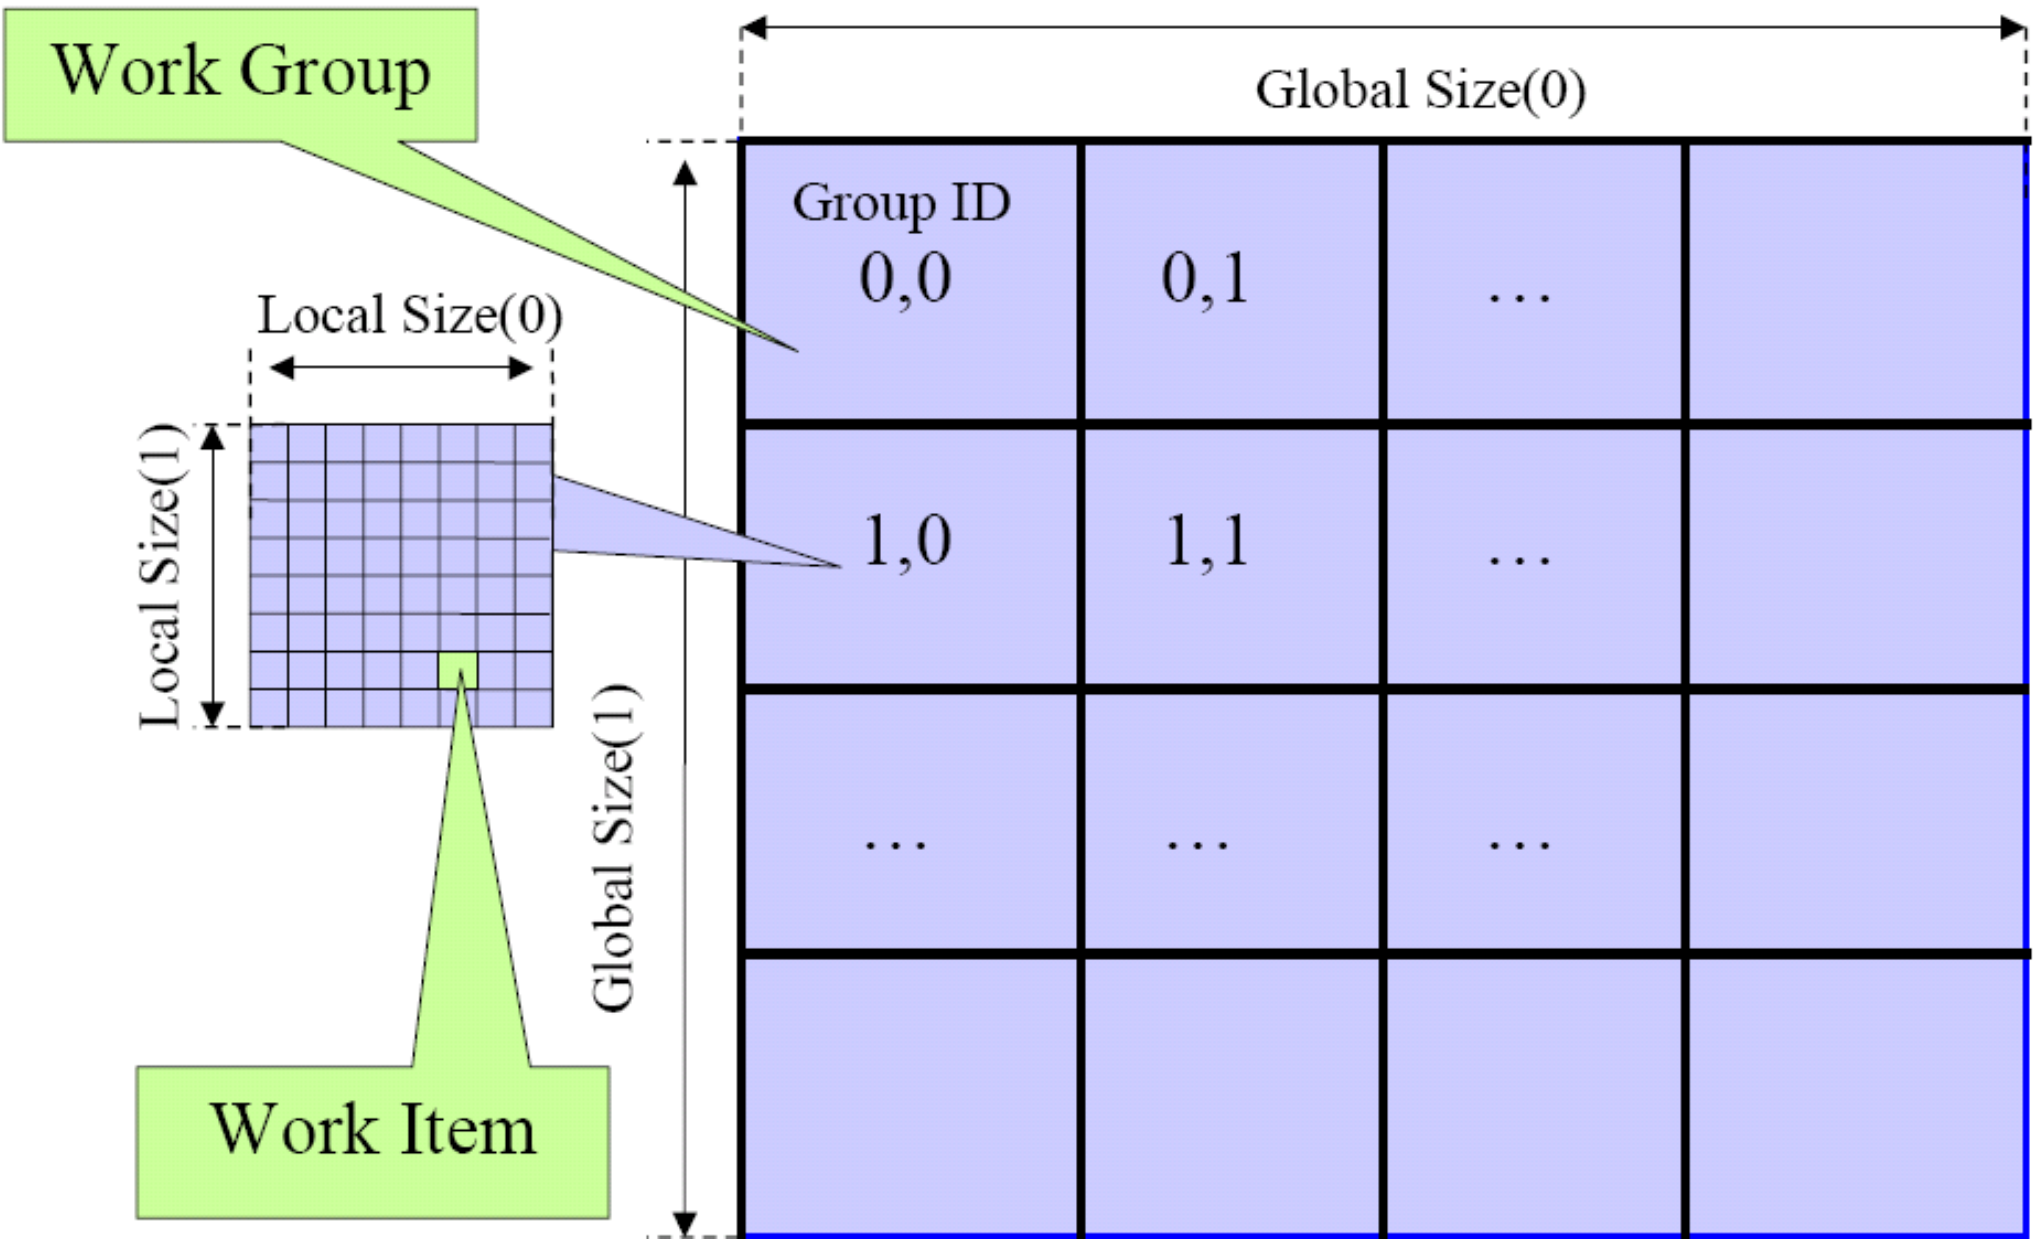 Work Group
Global Size(0)
Group ID
0,0
0,1
...
Local Size(0)
Local Size(1)
1,0
1,1
...
Global Size(1)
...
...
...
Work Item